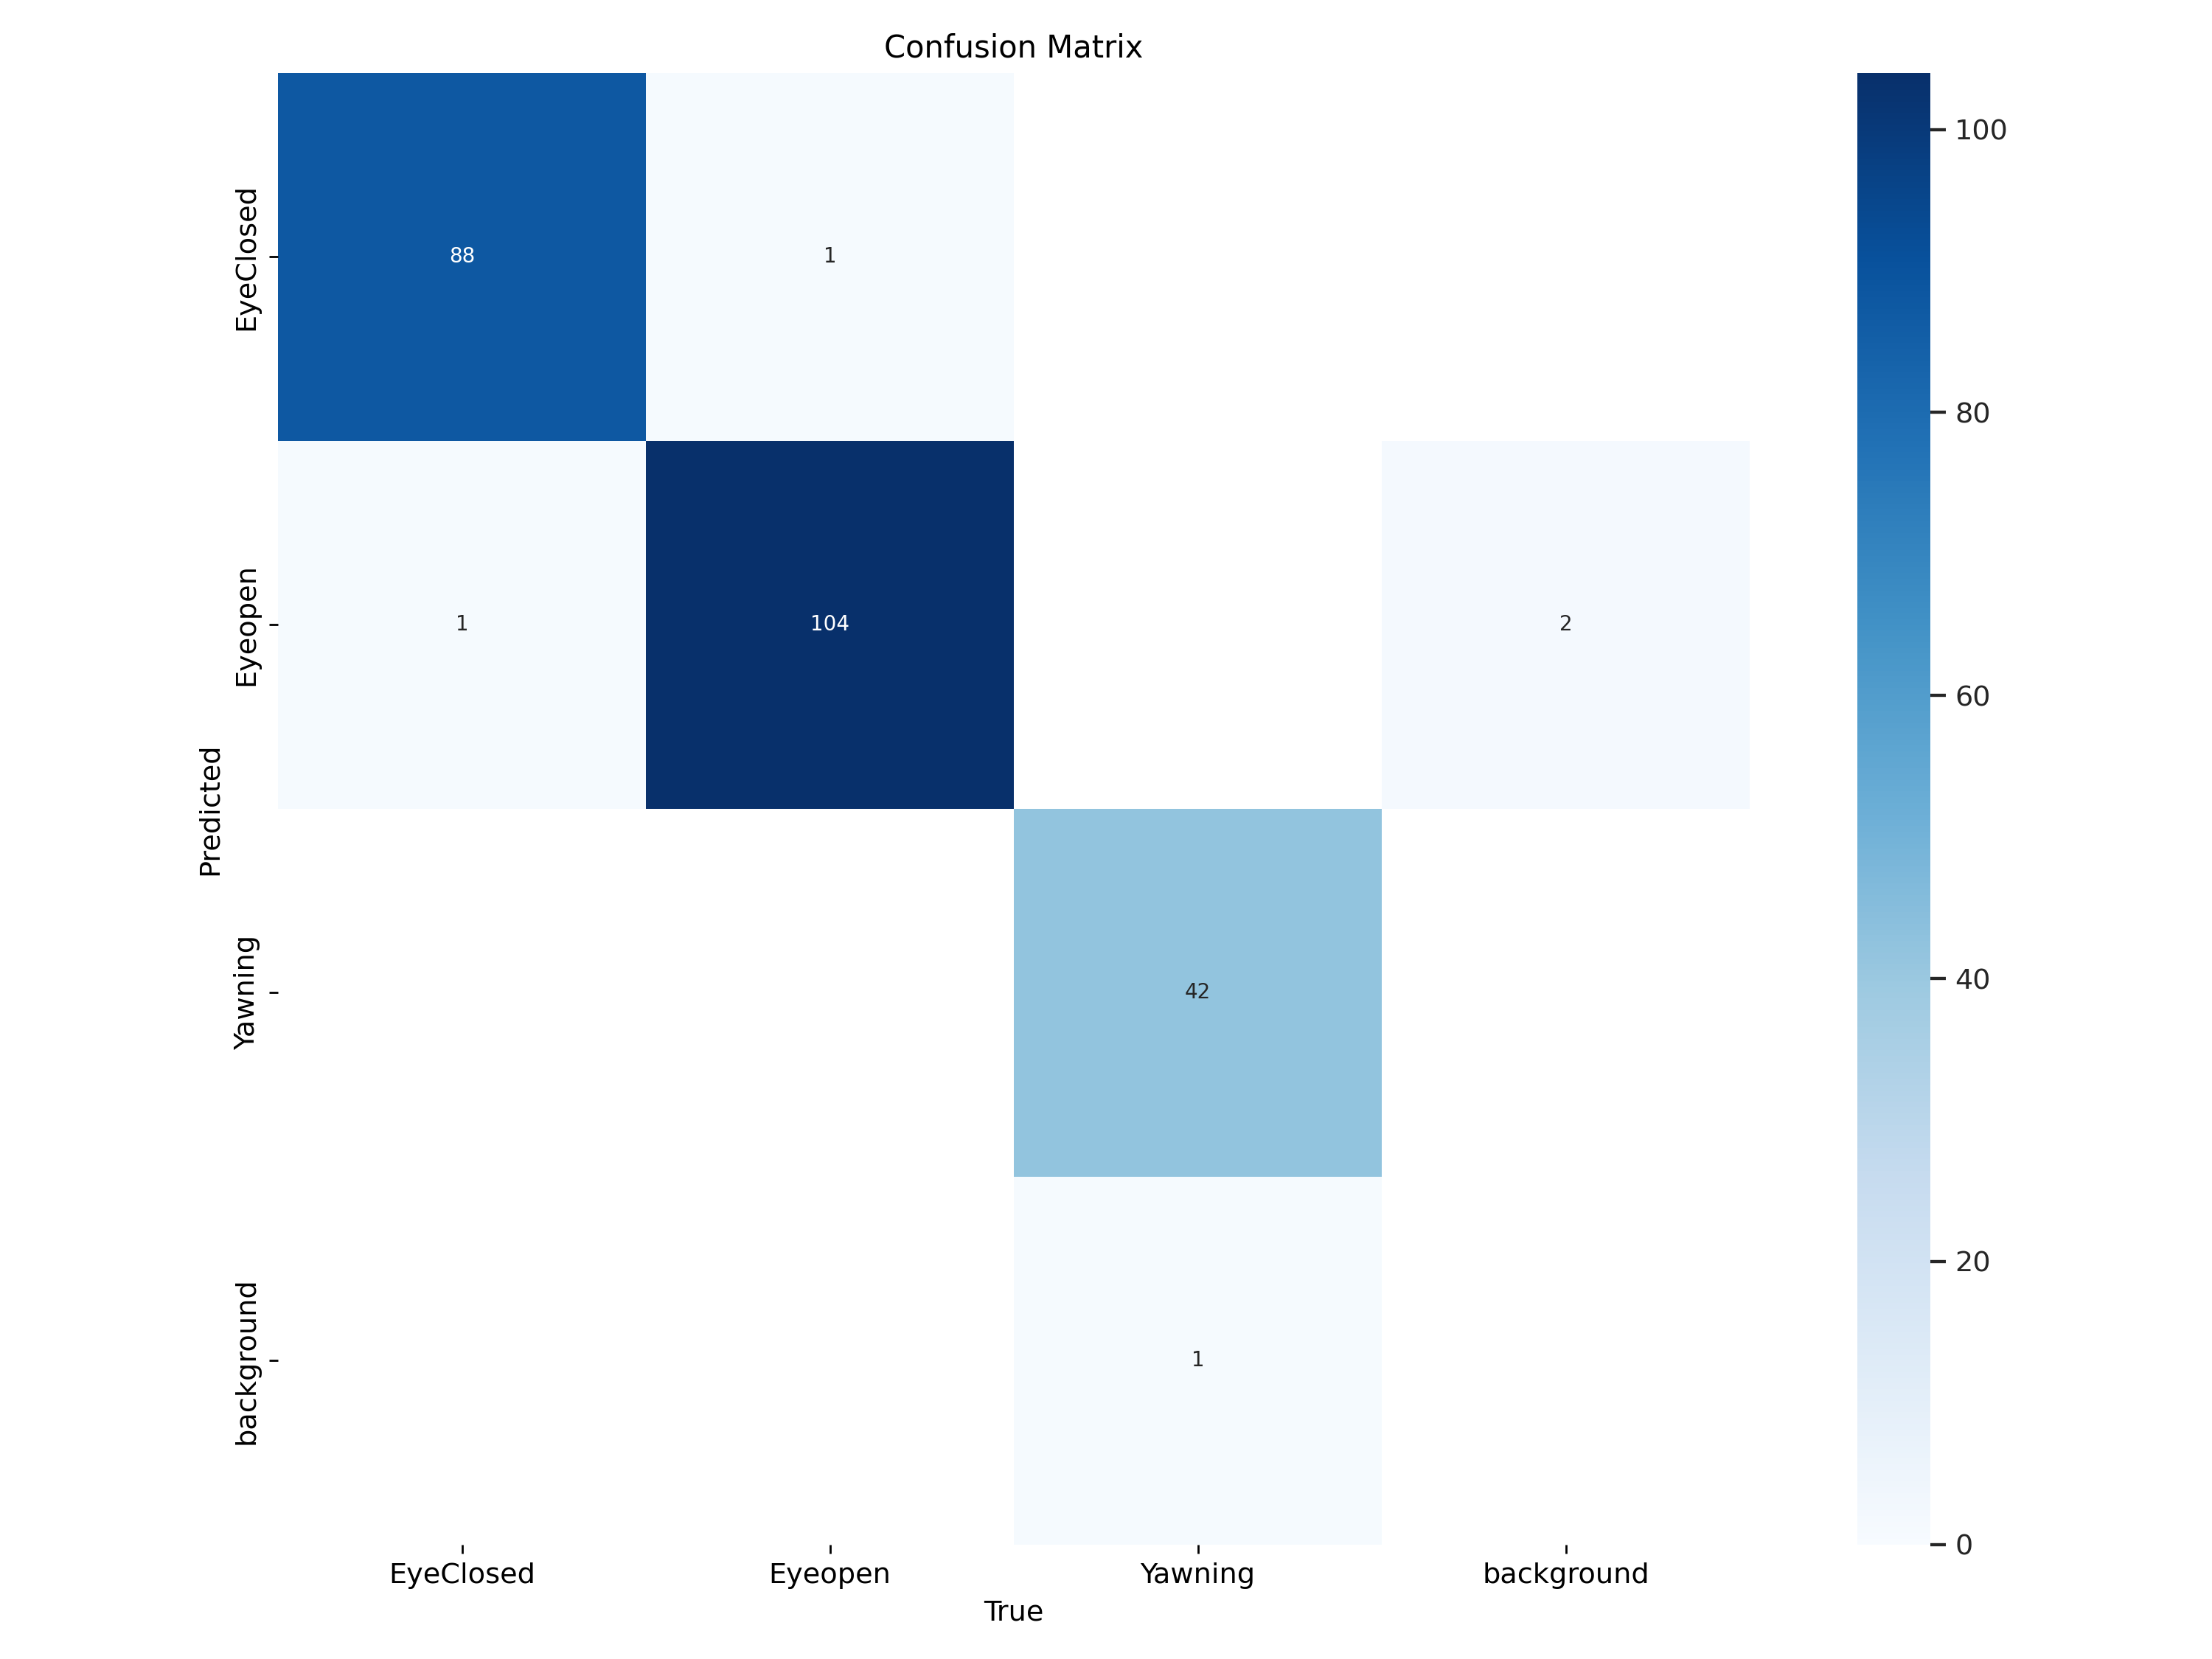 Confusion Matrix
EyeClosed
88
1
Eyeopen
1
104
2
Yawning
42
background
1
Predicted
EyeClosed
Eyeopen
Yawning
background
True
100
80
60
40
20
0